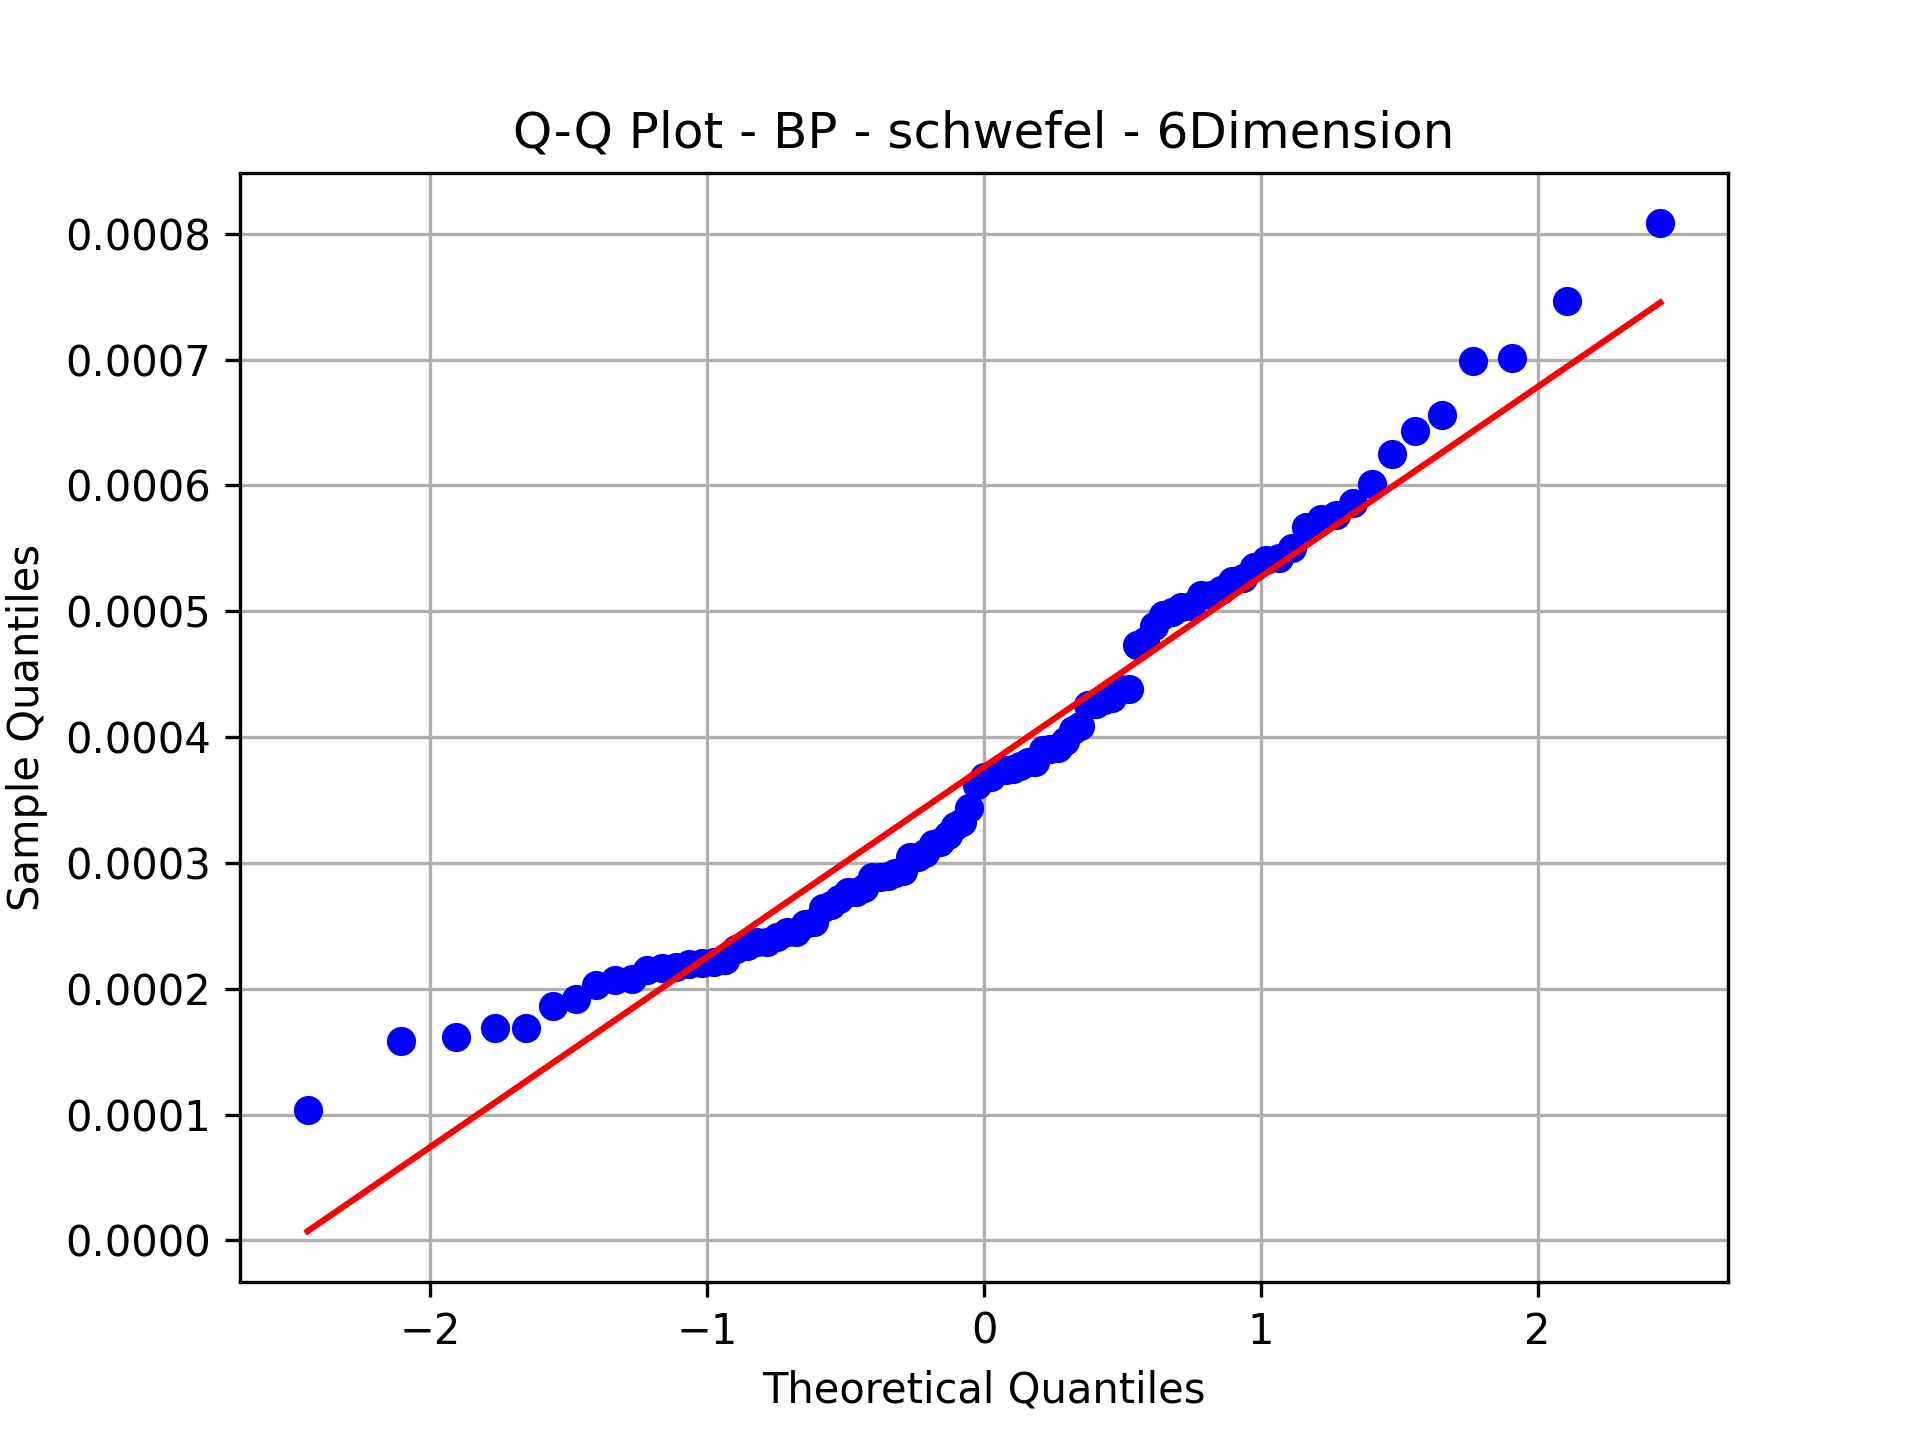 Q-Q Plot - BP - schwefel - 6Dimension
0.0008
0.0007
0.0006
0.0005
0.0004
0.0003
0.0002
0.0001
0.0000
Sample Quantiles
−2 −1 0 1 2
Theoretical Quantiles